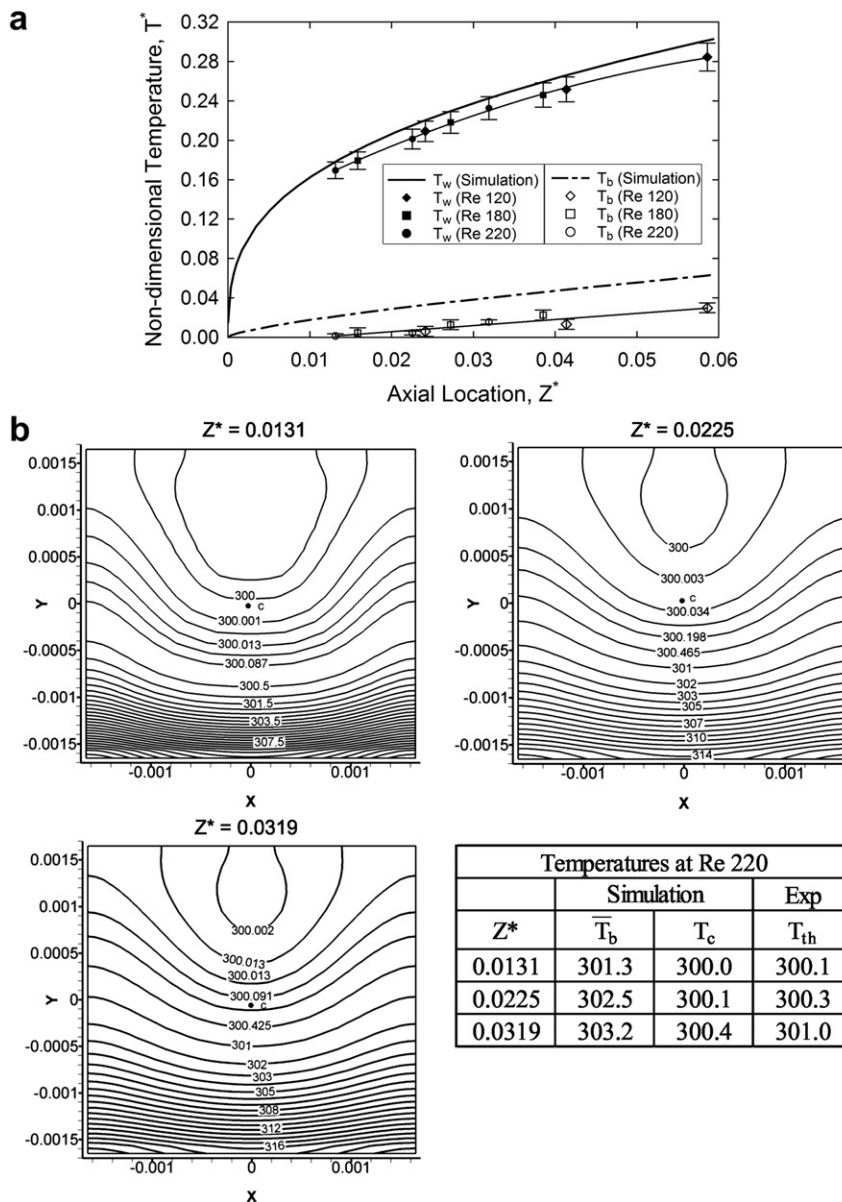 a
Non-dimensional Temperature, T*
0.32
0.28
0.24
0.20
0.16
0.12
0.08
0.04
0.00
T_w (Simulation)
T_w (Re 120)
T_w (Re 180)
T_w (Re 220)
T_b (Simulation)
T_b (Re 120)
T_b (Re 180)
T_b (Re 220)
0 0.01 0.02 0.03 0.04 0.05 0.06
Axial Location, Z*
b
Z* = 0.0131
Y
0.0015
0.001
0.0005
0
-0.0005
-0.001
-0.0015
300
c
300.001
300.013
300.087
300.5
301.5
303.5
307.5
-0.001 0 0.001
X
Z* = 0.0225
Y
0.0015
0.001
0.0005
0
-0.0005
-0.001
-0.0015
300
300.003
c
300.034
300.198
300.465
301
302
303
305
307
310
314
-0.001 0 0.001
X
Z* = 0.0319
Y
0.0015
0.001
0.0005
0
-0.0005
-0.001
-0.0015
300.002
300.013
300.013
300.091
c
300.425
301
302
303
305
308
312
316
-0.001 0 0.001
X
Temperatures at Re 220
Simulation Exp
Z* T̅_b T_c T_th
0.0131 301.3 300.0 300.1
0.0225 302.5 300.1 300.3
0.0319 303.2 300.4 301.0